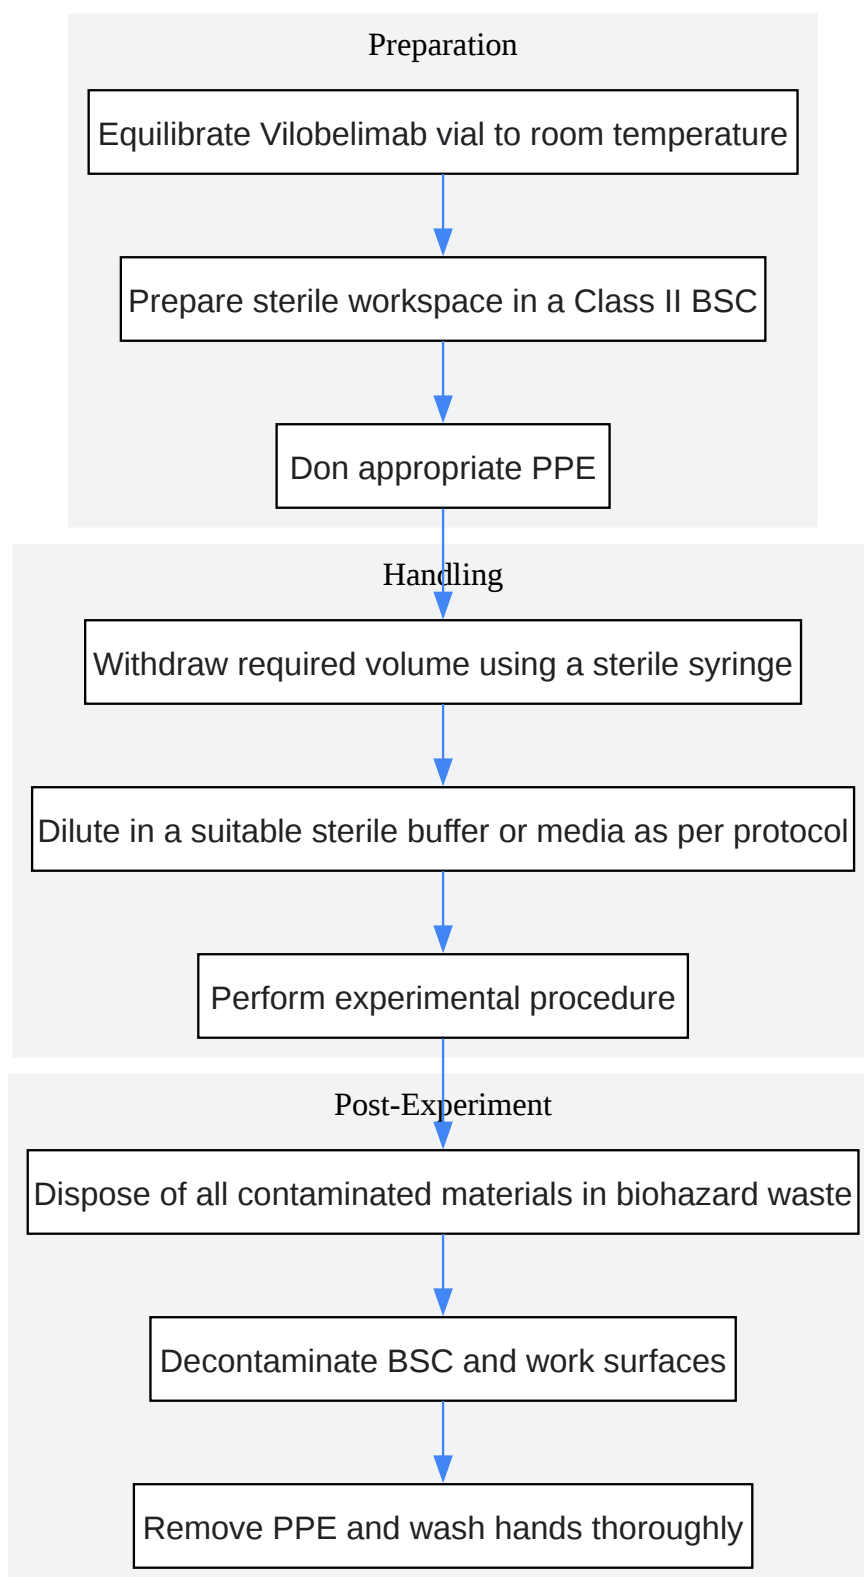 Preparation
Equilibrate Vilobelimab vial to room temperature
Prepare sterile workspace in a Class II BSC
Don appropriate PPE
Handling
Withdraw required volume using a sterile syringe
Dilute in a suitable sterile buffer or media as per protocol
Perform experimental procedure
Post-Experiment
Dispose of all contaminated materials in biohazard waste
Decontaminate BSC and work surfaces
Remove PPE and wash hands thoroughly